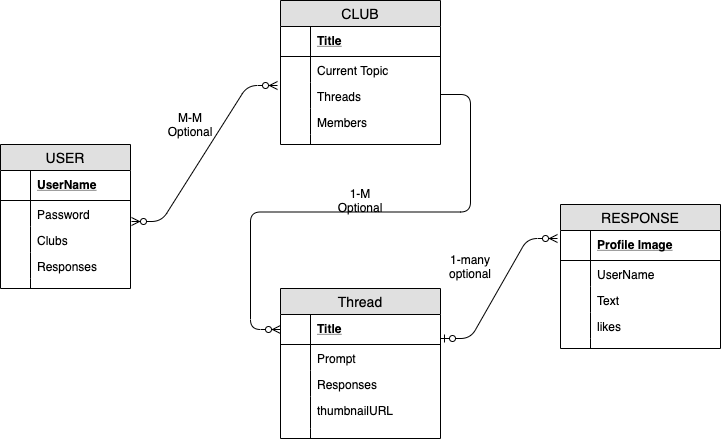 CLUB
Title
Current Topic
Threads
Members
M-M
Optional
USER
UserName
Password
Clubs
Responses
1-M
Optional
RESPONSE
Profile Image
UserName
Text
likes
1-many
optional
Thread
Title
Prompt
Responses
thumbnailURL